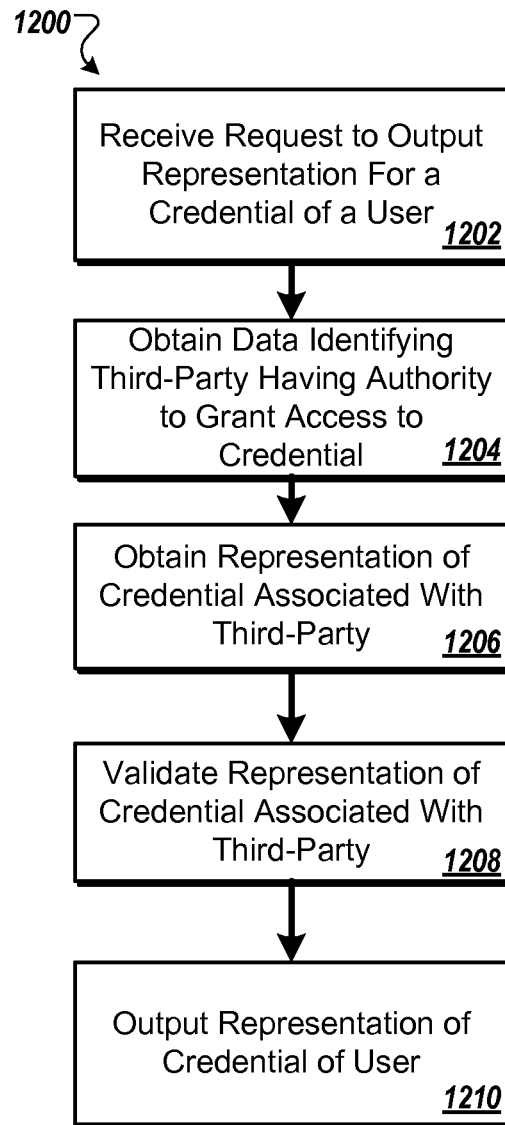 1200
Receive Request to Output
Representation For a
Credential of a User
1202
Obtain Data Identifying
Third-Party Having Authority
to Grant Access to
Credential
1204
Obtain Representation of
Credential Associated With
Third-Party
1206
Validate Representation of
Credential Associated With
Third-Party
1208
Output Representation of
Credential of User
1210